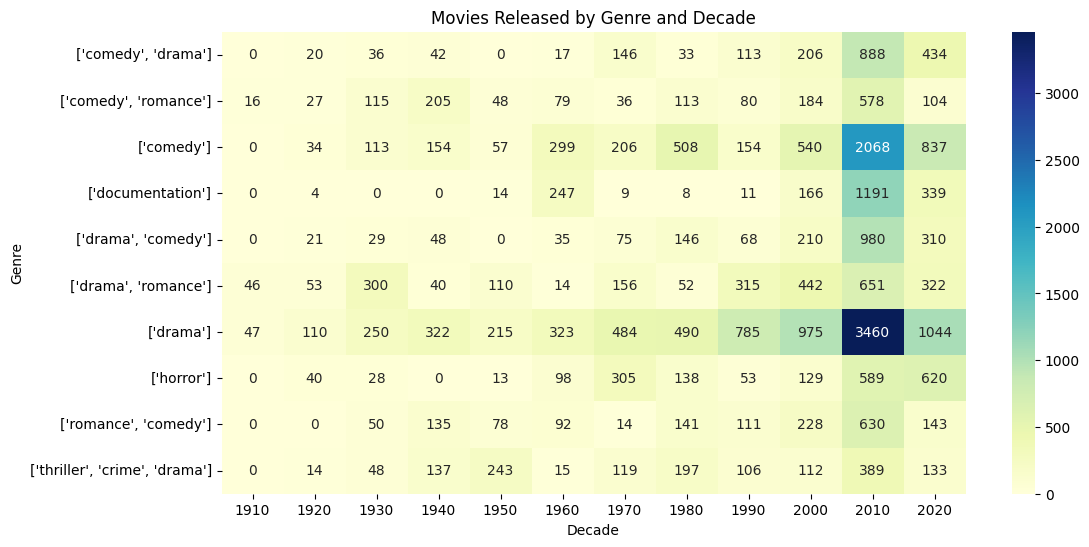 Movies Released by Genre and Decade
['comedy', 'drama'] 0 20 36 42 0 17 146 33 113 206 888 434
['comedy', 'romance'] 16 27 115 205 48 79 36 113 80 184 578 104
['comedy'] 0 34 113 154 57 299 206 508 154 540 2068 837
['documentation'] 0 4 0 0 14 247 9 8 11 166 1191 339
['drama', 'comedy'] 0 21 29 48 0 35 75 146 68 210 980 310
['drama', 'romance'] 46 53 300 40 110 14 156 52 315 442 651 322
['drama'] 47 110 250 322 215 323 484 490 785 975 3460 1044
['horror'] 0 40 28 0 13 98 305 138 53 129 589 620
['romance', 'comedy'] 0 0 50 135 78 92 14 141 111 228 630 143
['thriller', 'crime', 'drama'] 0 14 48 137 243 15 119 197 106 112 389 133
1910 1920 1930 1940 1950 1960 1970 1980 1990 2000 2010 2020
Decade
Genre
3000
2500
2000
1500
1000
500
0